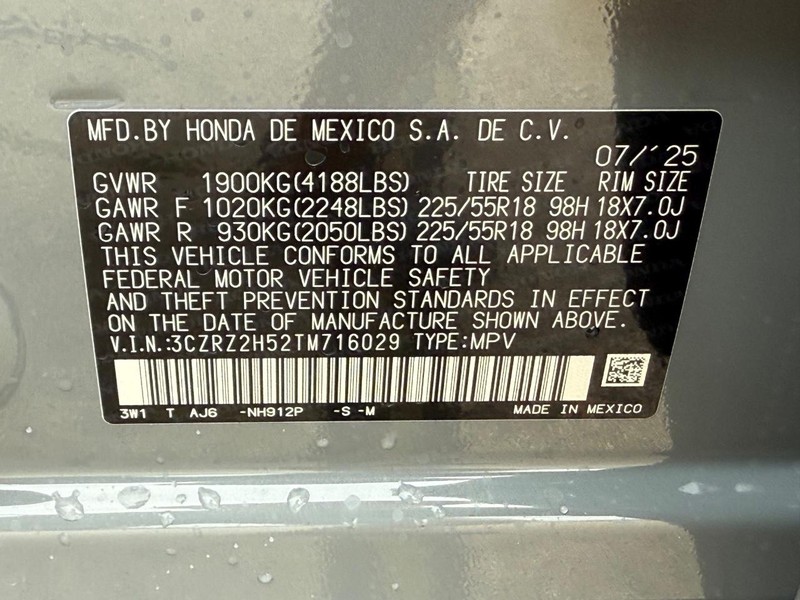 MFD.BY HONDA DE MEXICO S.A. DE C.V.
07/'25
GVWR 1900KG(4188LBS) TIRE SIZE RIM SIZE
GAWR F 1020KG(2248LBS) 225/55R18 98H 18X7.0J
GAWR R 930KG(2050LBS) 225/55R18 98H 18X7.0J
THIS VEHICLE CONFORMS TO ALL APPLICABLE
FEDERAL MOTOR VEHICLE SAFETY
AND THEFT PREVENTION STANDARDS IN EFFECT
ON THE DATE OF MANUFACTURE SHOWN ABOVE.
V.I.N.:3CZRZ2H52TM716029 TYPE:MPV
3W1 T AJ6 -NH912P -S -M MADE IN MEXICO